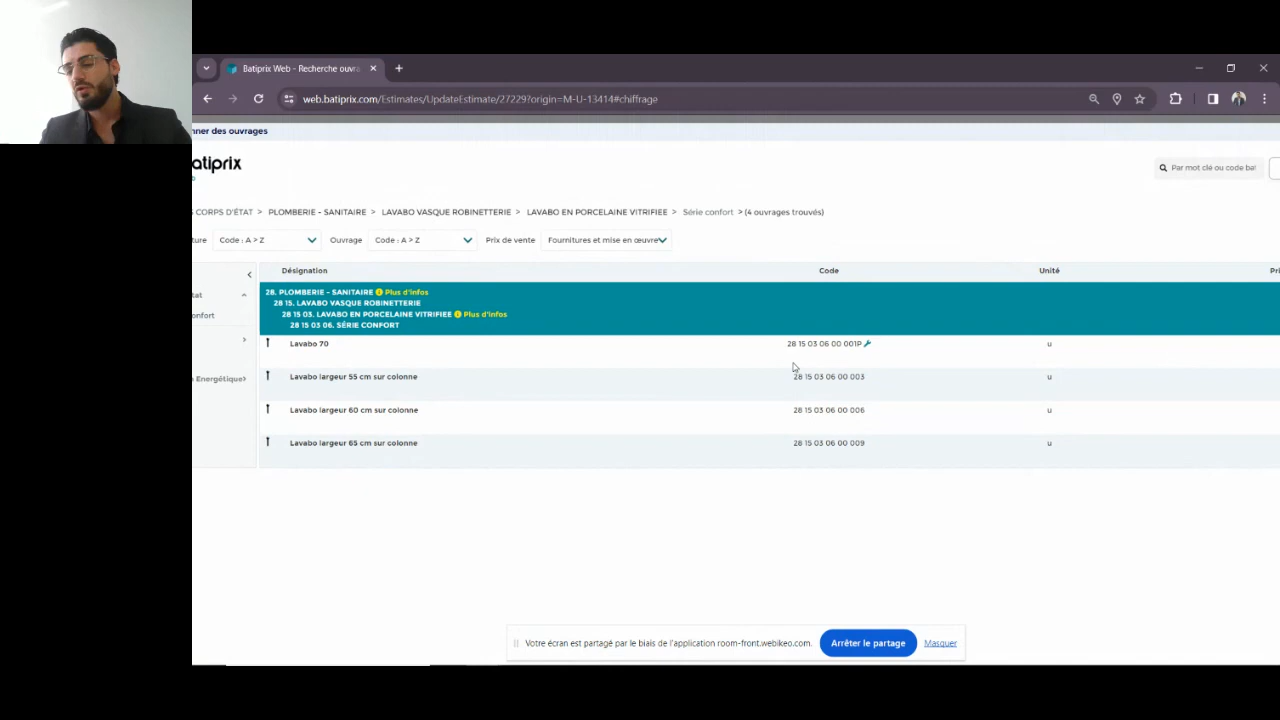 Batiprix Web - Recherche ouvra
web.batiprix.com/Estimates/UpdateEstimate/27229?origin=M-U-13414#chiffrage
nner des ouvrages
atiprix
Par mot clé ou code bat
S CORPS D'ÉTAT > PLOMBERIE - SANITAIRE > LAVABO VASQUE ROBINETTERIE > LAVABO EN PORCELAINE VITRIFIEE > Série confort > (4 ouvrages trouvés)
ture Code : A > Z Ouvrage Code : A > Z Prix de vente Fournitures et mise en œuvre
Désignation Code Unité Pri
28. PLOMBERIE - SANITAIRE Plus d'infos
28 15. LAVABO VASQUE ROBINETTERIE
28 15 03. LAVABO EN PORCELAINE VITRIFIEE Plus d'infos
28 15 03 06. SÉRIE CONFORT
tat
onfort
n Energétique
Lavabo 70 28 15 03 06 00 001P u
Lavabo largeur 55 cm sur colonne 28 15 03 06 00 003 u
Lavabo largeur 60 cm sur colonne 28 15 03 06 00 006 u
Lavabo largeur 65 cm sur colonne 28 15 03 06 00 009 u
Votre écran est partagé par le biais de l'application room-front.webikeo.com. Arrêter le partage Masquer